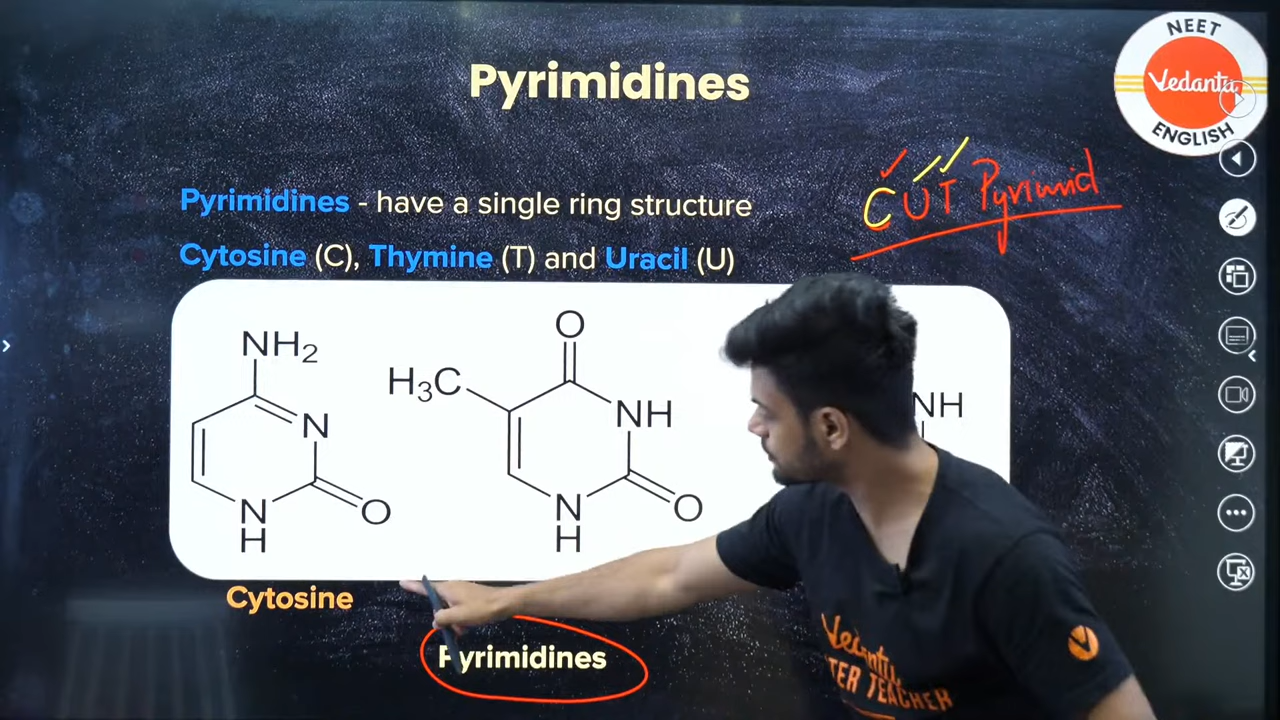 Pyrimidines
NEET
Vedantu
ENGLISH
CUT Pyrimid
Pyrimidines - have a single ring structure
Cytosine (C), Thymine (T) and Uracil (U)
NH2
N
N
H
O
O
H3C
NH
N
H
O
NH
Cytosine
Pyrimidines
Vedantu
TER TEACHER